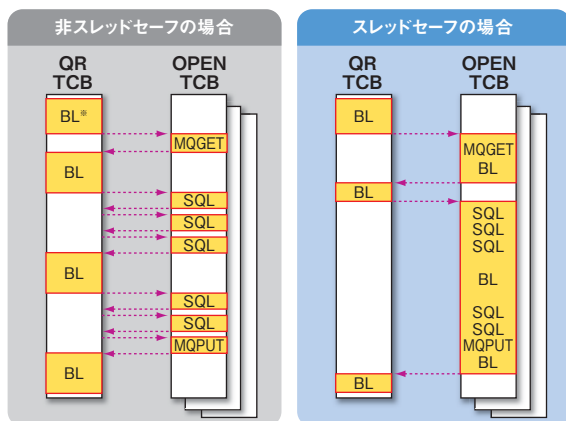 非スレッドセーフの場合
QR
TCB
OPEN
TCB
BL※
MQGET
BL
SQL
SQL
SQL
BL
SQL
SQL
MQPUT
BL
スレッドセーフの場合
QR
TCB
OPEN
TCB
BL
MQGET
BL
BL
SQL
SQL
SQL
BL
SQL
SQL
MQPUT
BL
BL